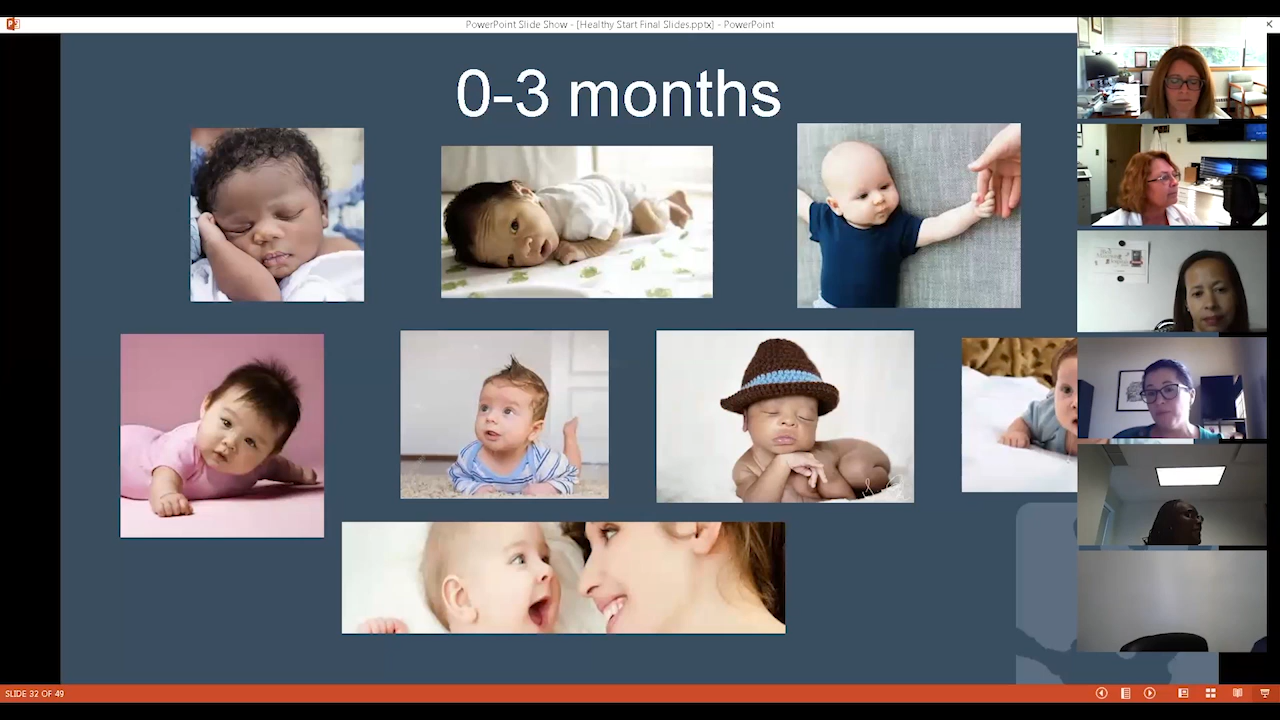 PowerPoint Slide Show - [Healthy Start Final Slides.pptx] - PowerPoint
0-3 months
SLIDE 32 OF 49